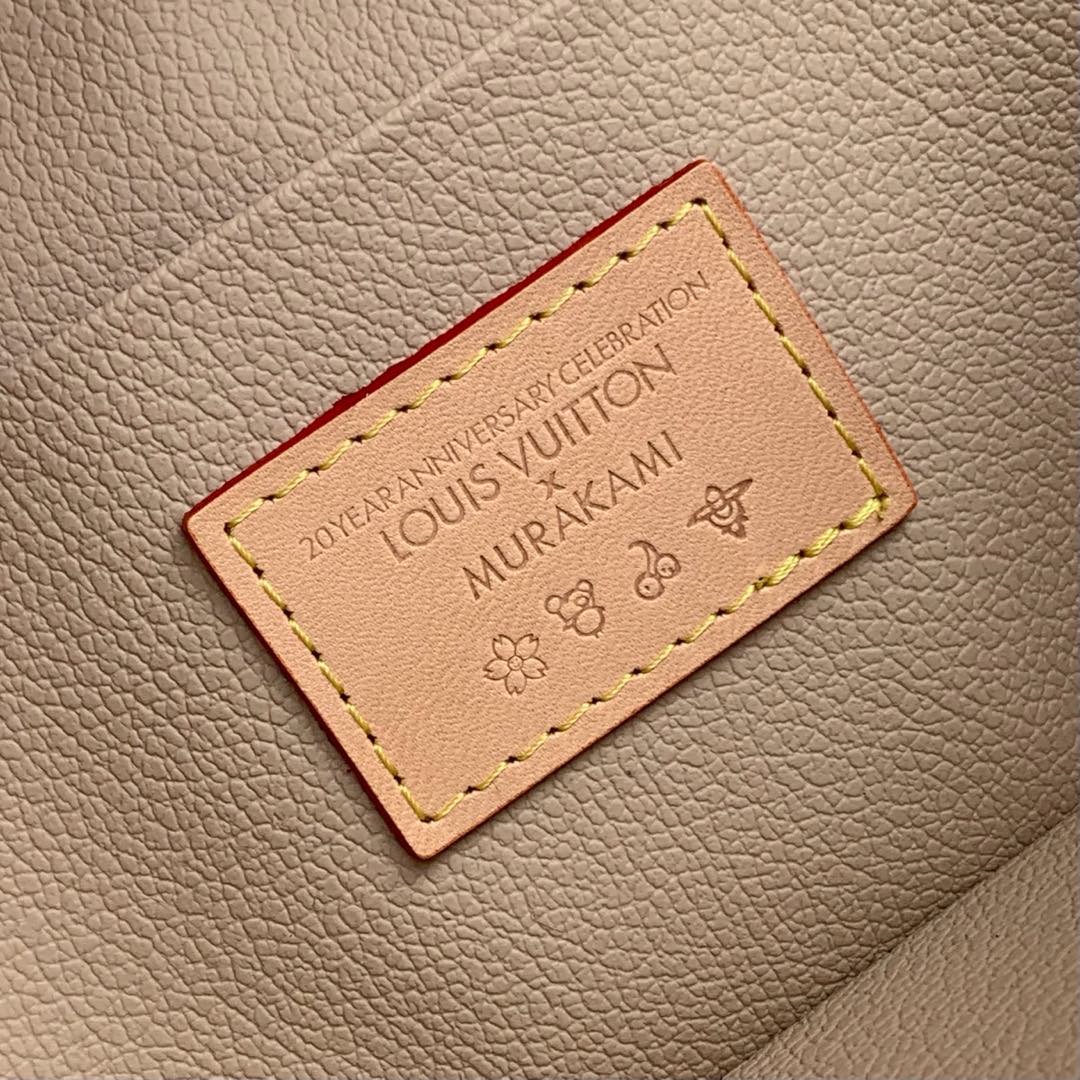 20 YEAR ANNIVERSARY CELEBRATION
LOUIS VUITTON
x
MURAKAMI